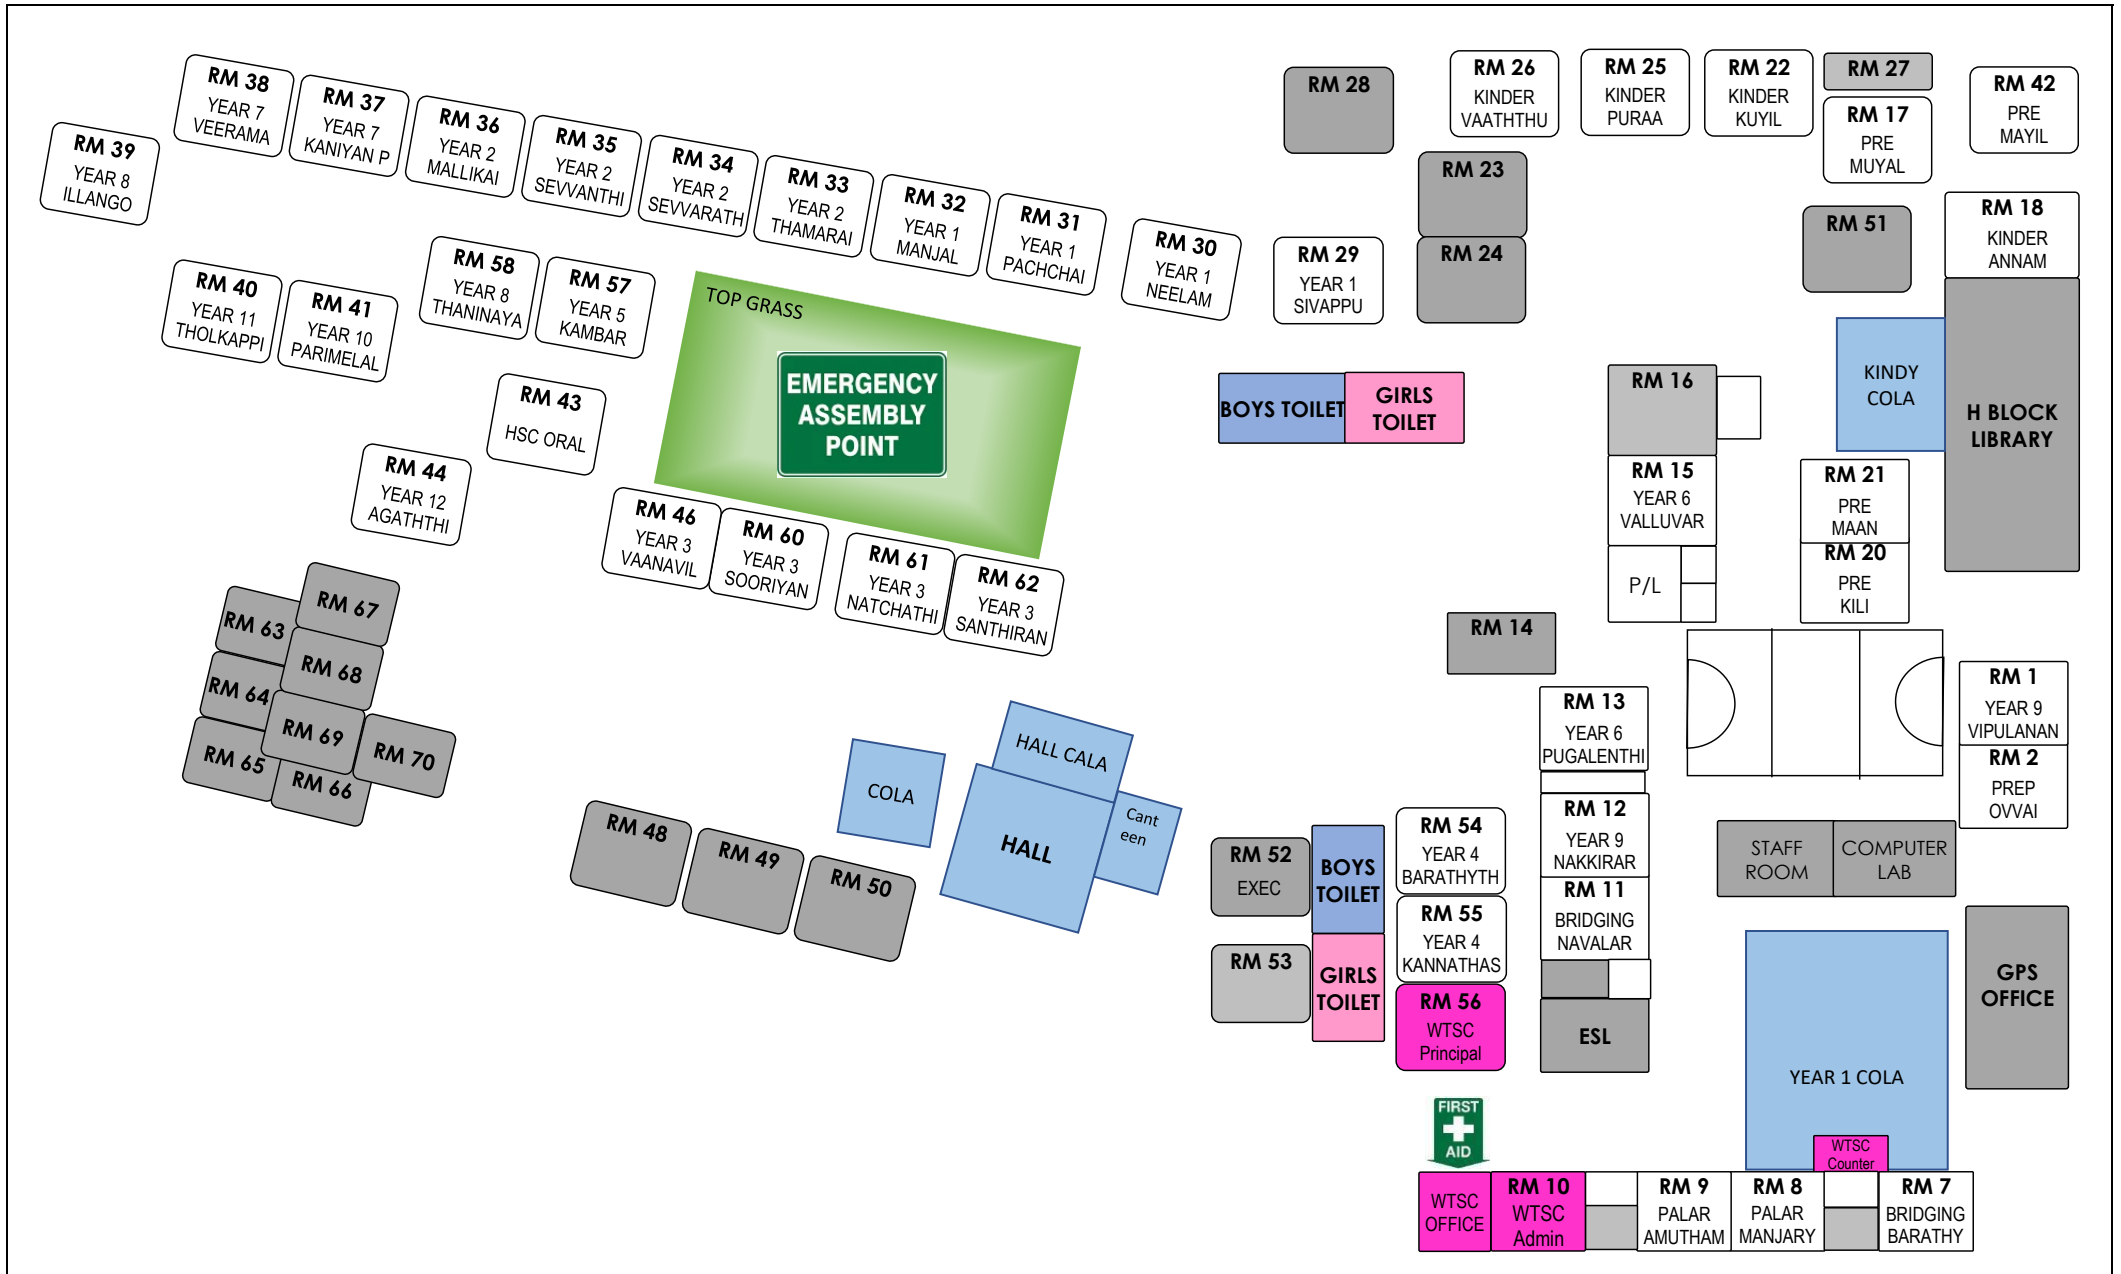 RM 38
YEAR 7
VEERAMA
RM 37
YEAR 7
KANIYAN P
RM 36
YEAR 2
MALLIKAI
RM 35
YEAR 2
SEVVANTHI
RM 34
YEAR 2
SEVVARATH
RM 33
YEAR 2
THAMARAI
RM 32
YEAR 1
MANJAL
RM 31
YEAR 1
PACHCHAI
RM 30
YEAR 1
NEELAM
RM 29
YEAR 1
SIVAPPU
RM 28
RM 26
KINDER
VAATHTHU
RM 25
KINDER
PURAA
RM 22
KINDER
KUYIL
RM 27
RM 17
PRE
MUYAL
RM 42
PRE
MAYIL
RM 23
RM 24
RM 51
RM 18
KINDER
ANNAM
RM 39
YEAR 8
ILLANGO
RM 40
YEAR 11
THOLKAPPI
RM 41
YEAR 10
PARIMELAL
RM 58
YEAR 8
THANINAYA
RM 57
YEAR 5
KAMBAR
TOP GRASS
EMERGENCY
ASSEMBLY
POINT
BOYS TOILET
GIRLS
TOILET
RM 16
KINDY
COLA
H BLOCK
LIBRARY
RM 43
HSC ORAL
RM 44
YEAR 12
AGATHTHI
RM 46
YEAR 3
VAANAVIL
RM 60
YEAR 3
SOORIYAN
RM 61
YEAR 3
NATCHATHI
RM 62
YEAR 3
SANTHIRAN
RM 15
YEAR 6
VALLUVAR
P/L
RM 21
PRE
MAAN
RM 20
PRE
KILI
RM 67
RM 63
RM 68
RM 64
RM 69
RM 65
RM 70
RM 66
RM 14
RM 13
YEAR 6
PUGALENTHI
RM 1
YEAR 9
VIPULANAN
RM 2
PREP
OVVAI
HALL CALA
COLA
HALL
Cant
een
RM 48
RM 49
RM 50
RM 52
EXEC
BOYS
TOILET
RM 54
YEAR 4
BARATHYTH
RM 12
YEAR 9
NAKKIRAR
STAFF
ROOM
COMPUTER
LAB
RM 53
GIRLS
TOILET
RM 55
YEAR 4
KANNATHAS
RM 11
BRIDGING
NAVALAR
RM 56
WTSC
Principal
ESL
GPS
OFFICE
YEAR 1 COLA
FIRST
AID
WTSC
Counter
WTSC
OFFICE
RM 10
WTSC
Admin
RM 9
PALAR
AMUTHAM
RM 8
PALAR
MANJARY
RM 7
BRIDGING
BARATHY